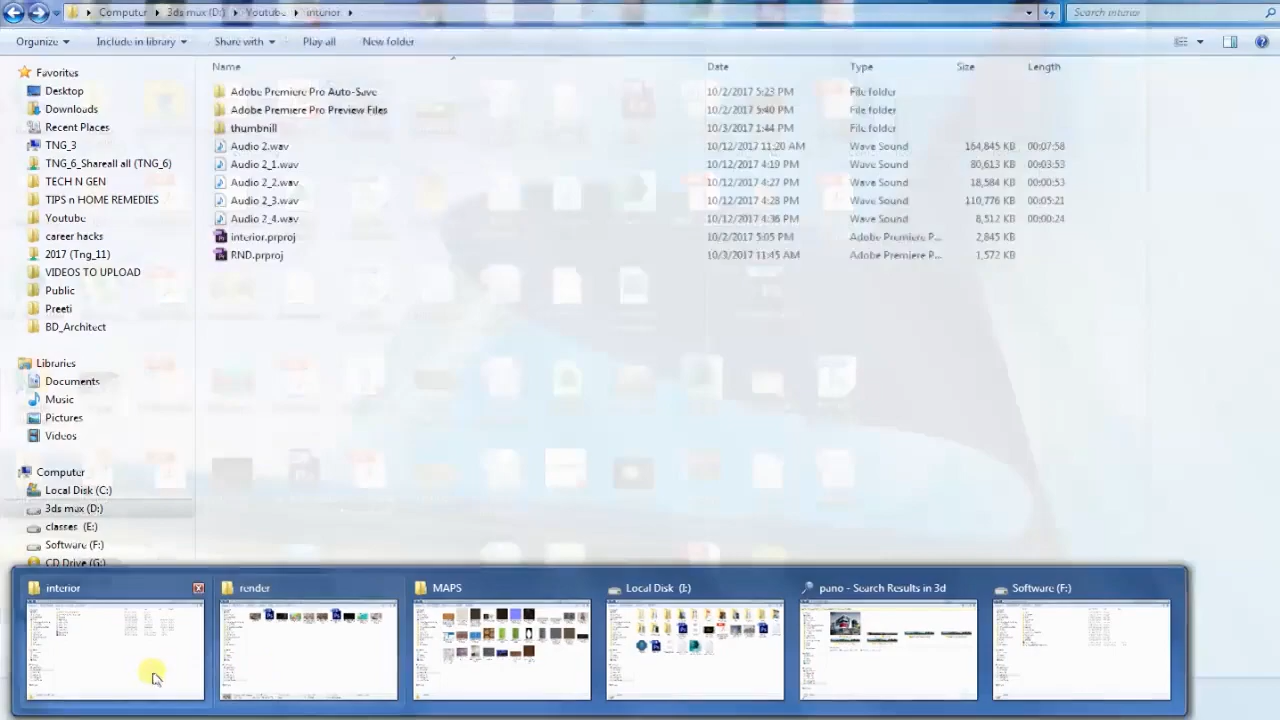 Computer 3ds max (D:) Youtube interior Search interior
Organize Include in library Share with Play all New folder
Name Date Type Size Length
Favorites
Desktop
Downloads
Recent Places
TNG_3
TNG_6_Shareall (TNG_6)
TECH N GEN
TIPS n HOME REMEDIES
Youtube
career hacks
2017 (Tng_11)
VIDEOS TO UPLOAD
Public
Preeti
BD_Architect
Libraries
Documents
Music
Pictures
Videos
Computer
Local Disk (C:)
3ds max (D:)
classes (E:)
Software (F:)
CD Drive (G:)
Adobe Premiere Pro Auto-Save 10/2/2017 5:23 PM File folder
Adobe Premiere Pro Preview Files 10/2/2017 5:40 PM File folder
thumbnill 10/3/2017 1:44 PM File folder
Audio 2.wav 10/12/2017 11:20 AM Wave Sound 164,845 KB 00:07:58
Audio 2_1.wav 10/12/2017 4:19 PM Wave Sound 80,613 KB 00:03:53
Audio 2_2.wav 10/12/2017 4:27 PM Wave Sound 18,584 KB 00:00:53
Audio 2_3.wav 10/12/2017 4:28 PM Wave Sound 110,776 KB 00:05:21
Audio 2_4.wav 10/12/2017 4:36 PM Wave Sound 8,512 KB 00:00:24
interior.prproj 10/2/2017 5:05 PM Adobe Premiere P... 2,845 KB
RND.prproj 10/3/2017 11:45 AM Adobe Premiere P... 1,572 KB
interior render MAPS Local Disk (I:) pano - Search Results in 3d Software (F:)